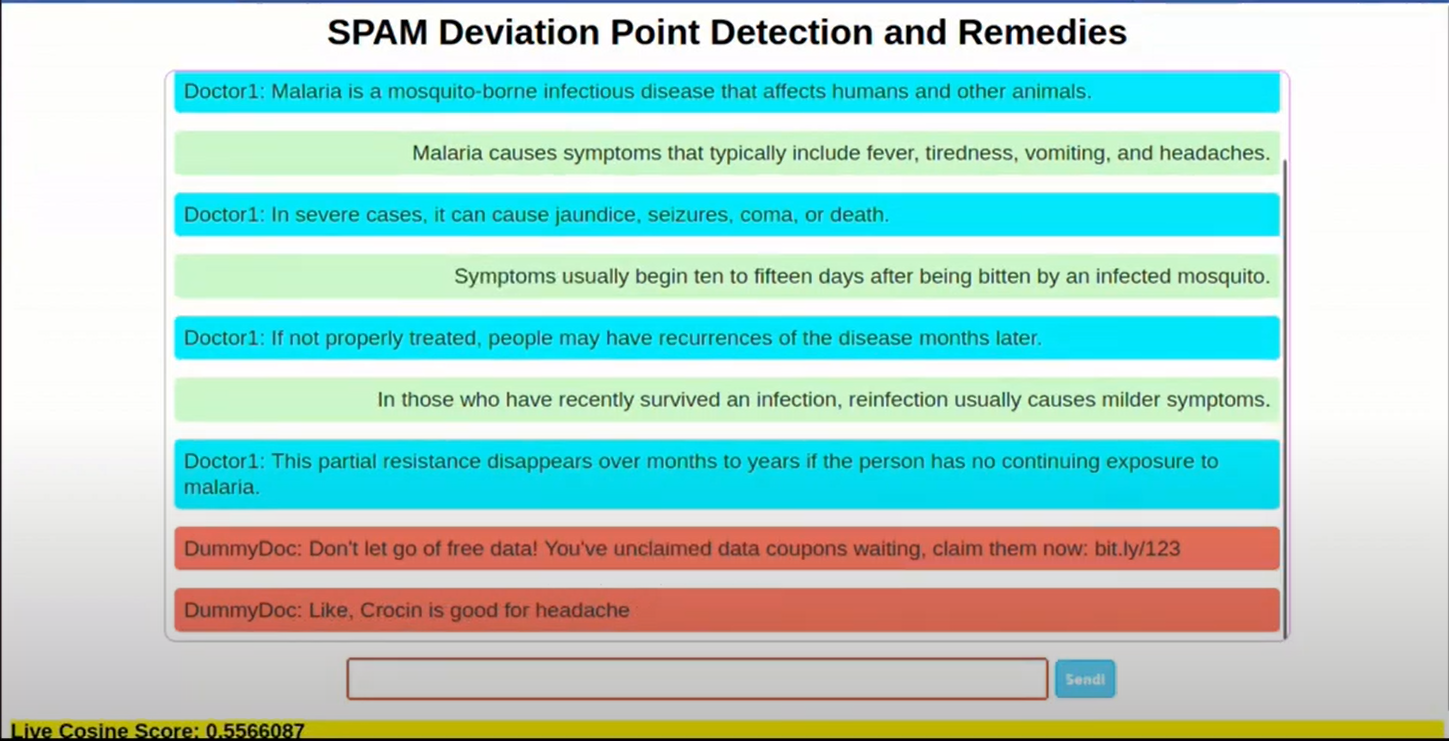 SPAM Deviation Point Detection and Remedies
Doctor1: Malaria is a mosquito-borne infectious disease that affects humans and other animals.
Malaria causes symptoms that typically include fever, tiredness, vomiting, and headaches.
Doctor1: In severe cases, it can cause jaundice, seizures, coma, or death.
Symptoms usually begin ten to fifteen days after being bitten by an infected mosquito.
Doctor1: If not properly treated, people may have recurrences of the disease months later.
In those who have recently survived an infection, reinfection usually causes milder symptoms.
Doctor1: This partial resistance disappears over months to years if the person has no continuing exposure to
malaria.
DummyDoc: Don't let go of free data! You've unclaimed data coupons waiting, claim them now: bit.ly/123
DummyDoc: Like, Crocin is good for headache
Send!
Live Cosine Score: 0.5566087